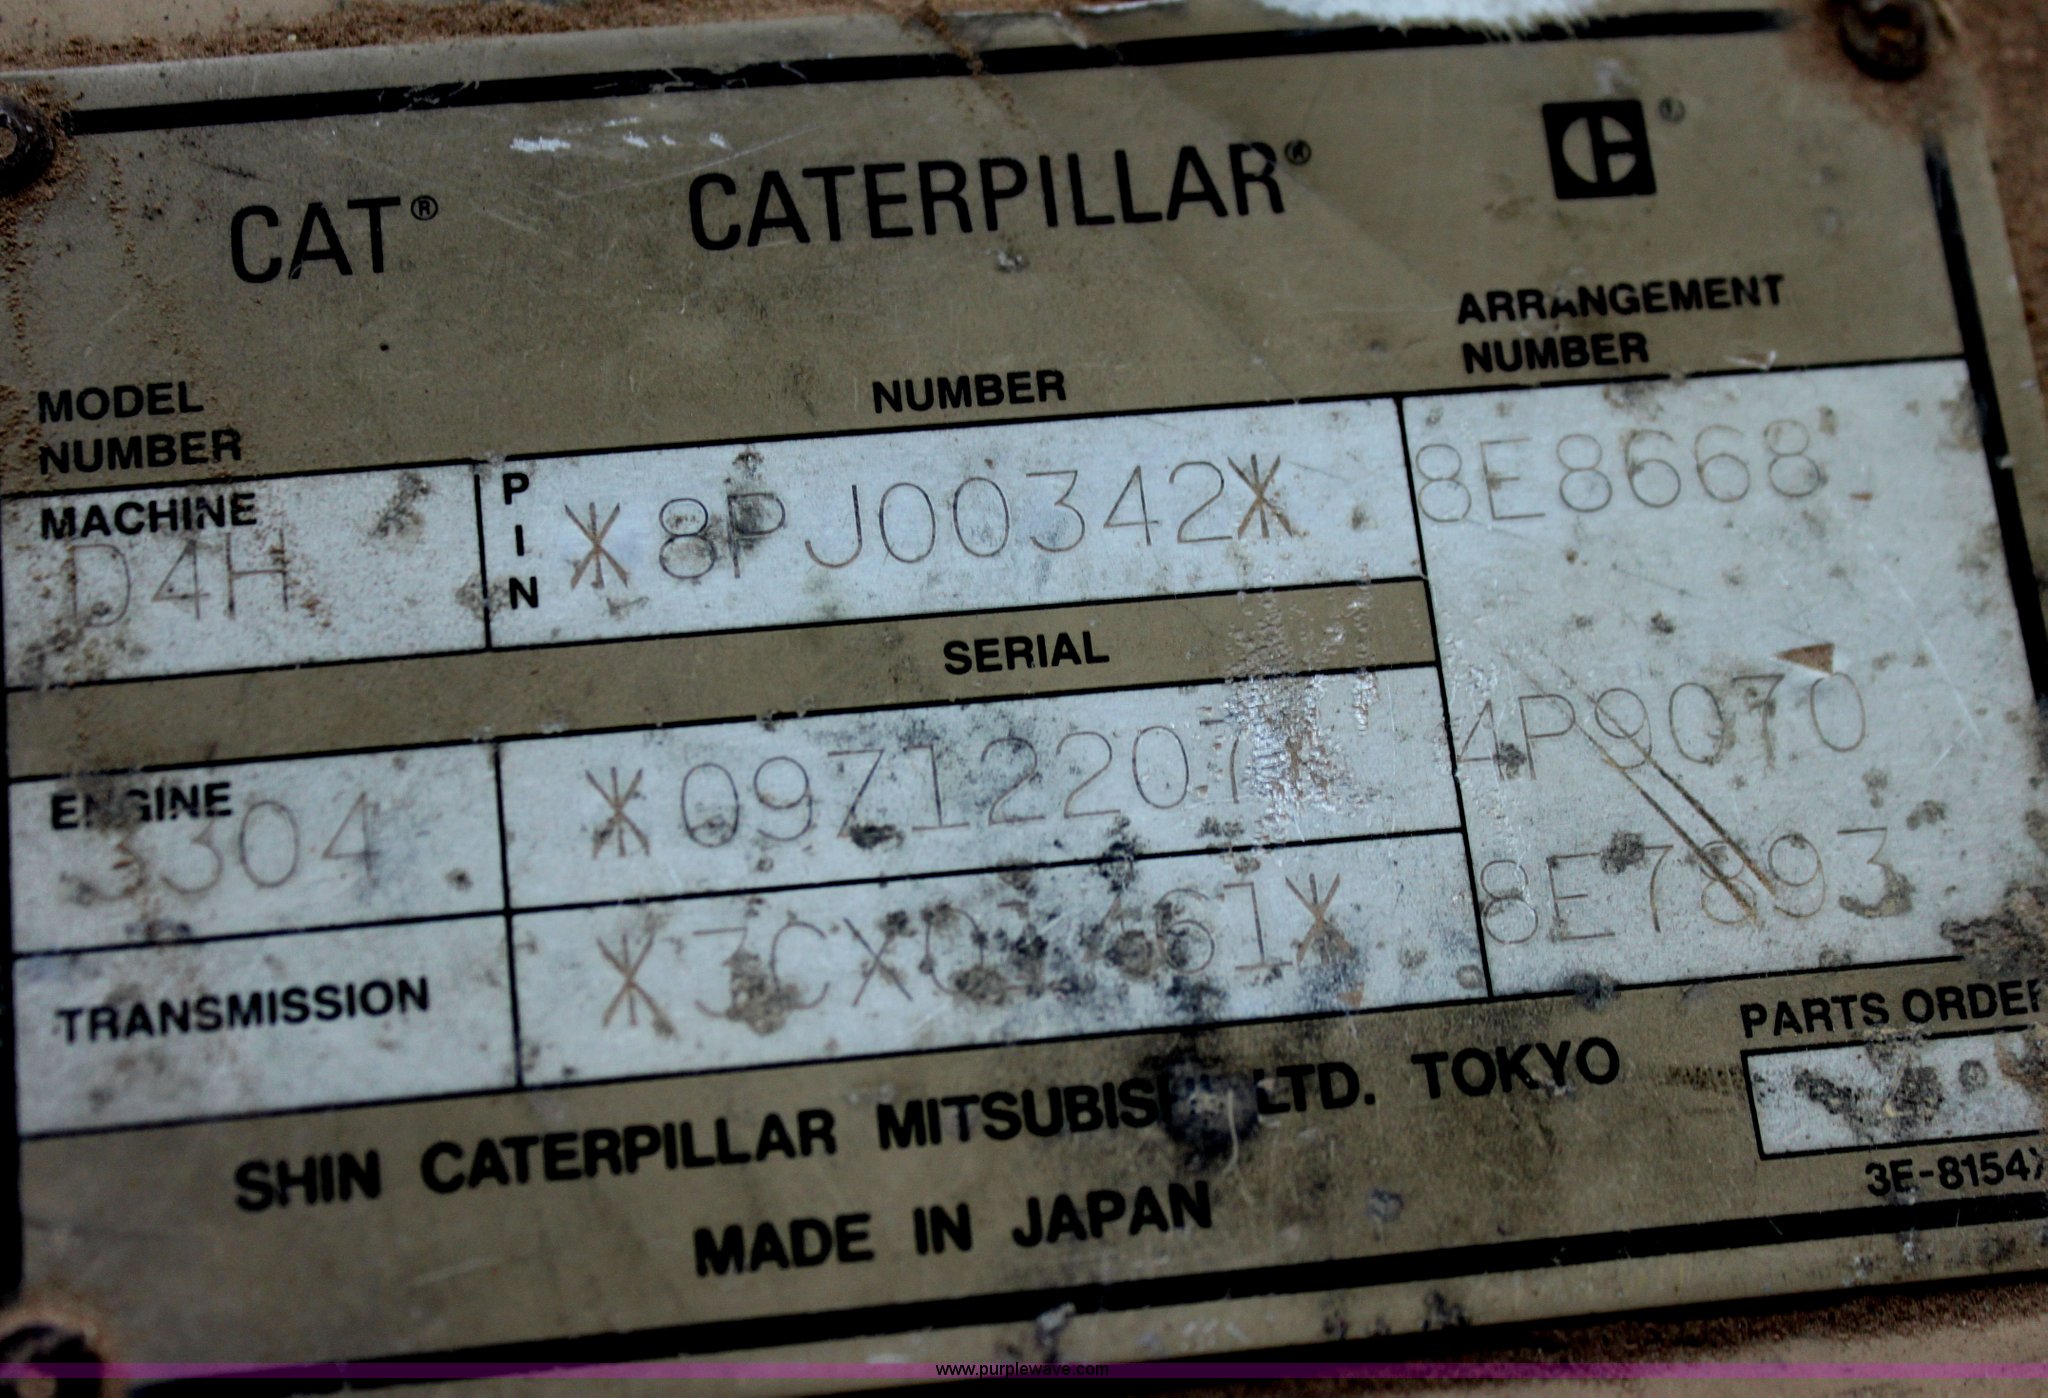 CAT® CATERPILLAR®
ARRANGEMENT
NUMBER
MODEL
NUMBER
NUMBER
MACHINE
D4H
PIN
*8PJ00342*
8E8668
SERIAL
ENGINE
3304
4P9070
TRANSMISSION
8E7893
SHIN CATERPILLAR MITSUBISHI LTD. TOKYO
MADE IN JAPAN
PARTS ORDER
3E-8154X
www.purplewave.com